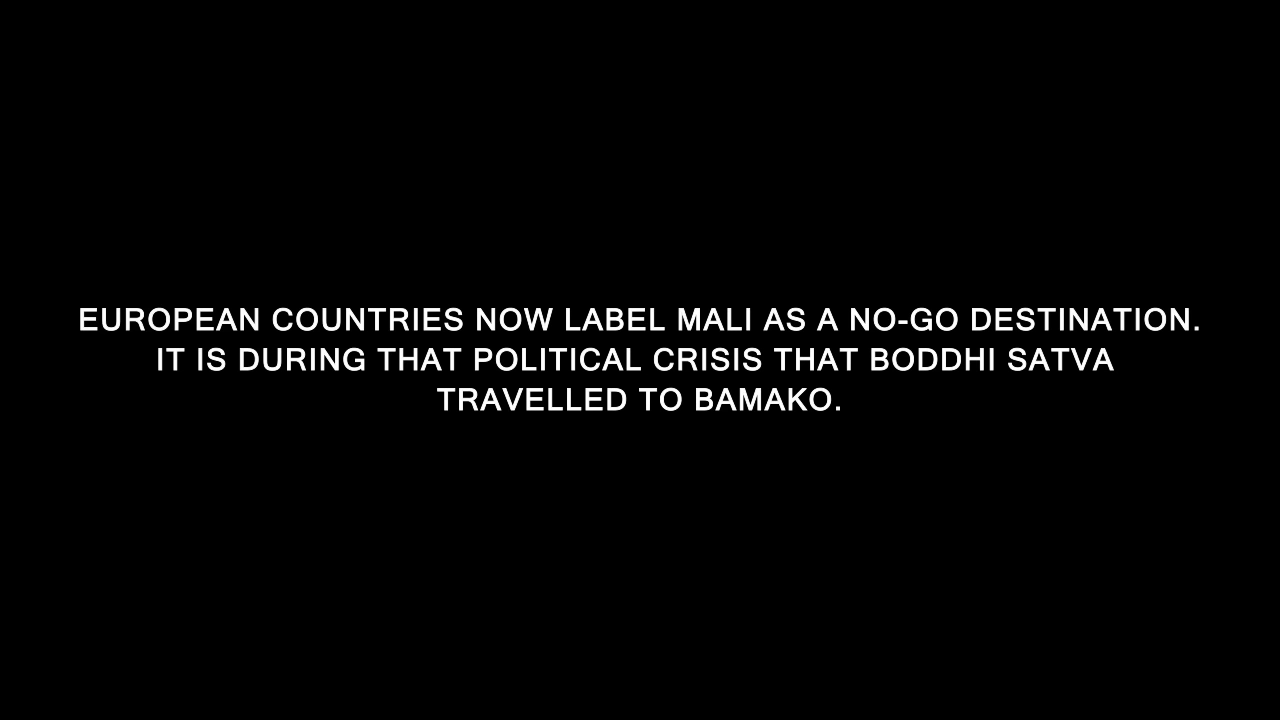 EUROPEAN COUNTRIES NOW LABEL MALI AS A NO-GO DESTINATION.
IT IS DURING THAT POLITICAL CRISIS THAT BODDHI SATVA
TRAVELLED TO BAMAKO.